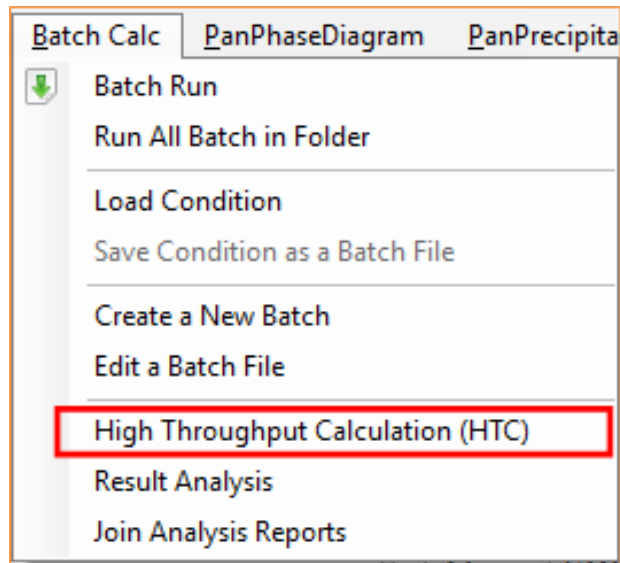 Batch Calc PanPhaseDiagram PanPrecipita
Batch Run
Run All Batch in Folder
Load Condition
Save Condition as a Batch File
Create a New Batch
Edit a Batch File
High Throughput Calculation (HTC)
Result Analysis
Join Analysis Reports